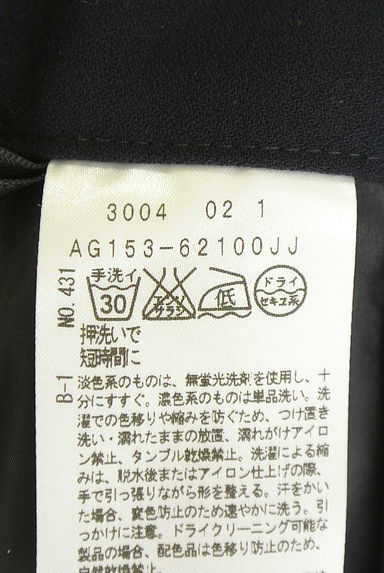 3004 02 1
AG153-62100JJ
NO.431
手洗イ
30
エンソ
サラシ
低
ドライ
セキユ系
押洗いで
短時間に
B-1
淡色系のものは、無蛍光洗剤を使用し、十
分にすすぐ。濃色系のものは単品洗い。洗
濯での色移りや縮みを防ぐため、つけ置き
洗い・濡れたままの放置、濡れがけアイロ
ン禁止、タンブル乾燥禁止。洗濯による縮
みは、脱水後またはアイロン仕上げの際、
手で引っ張りながら形を整える。汗をかい
た場合、変色防止のため速やかに洗う。引
っかけに注意。ドライクリーニング可能な
製品の場合、配色品は色移り防止のため、
自然乾燥とする。